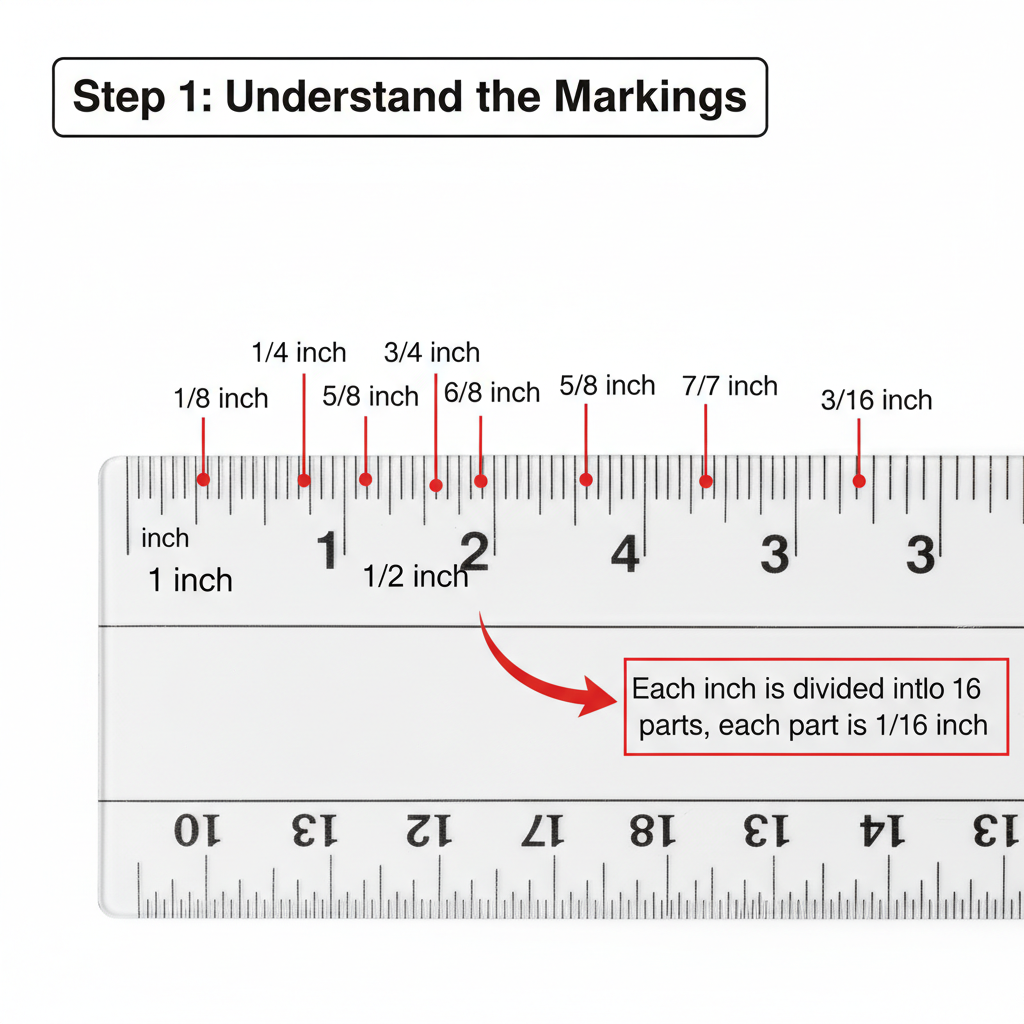 Step 1: Understand the Markings
1/4 inch 3/4 inch
1/8 inch 5/8 inch 6/8 inch 5/8 inch 7/7 inch 3/16 inch
1 2 4 3 3
inch
1 inch 1/2 inch
Each inch is divided intlo 16
parts, each part is 1/16 inch
10 13 12 17 18 13 14 13